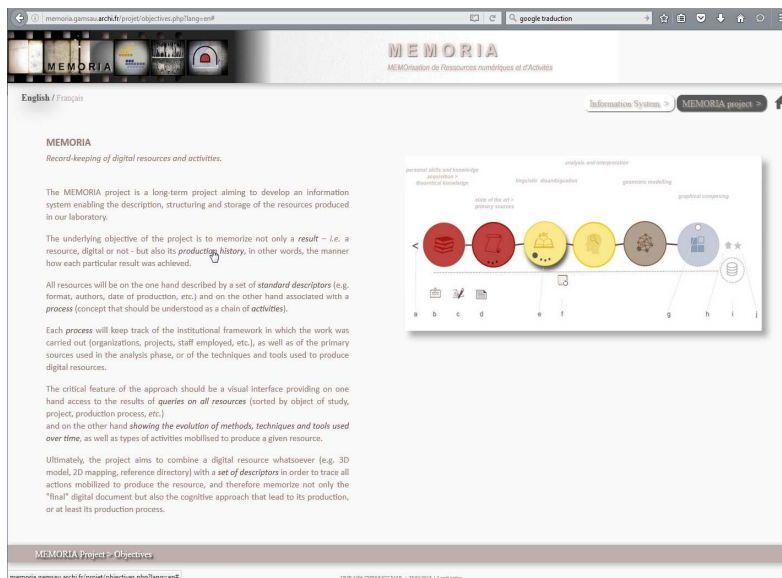 memoria.gamsau.archi.fr/projet/objectives.php?lang=en#
google traduction
MEMORIA
MEMORIA
MEMOrisation de Ressources numériques et d'Activités
English / Français
Information System >
MEMORIA project >
MEMORIA
Record-keeping of digital resources and activities.
The MEMORIA project is a long-term project aiming to develop an information
system enabling the description, structuring and storage of the resources produced
in our laboratory.
The underlying objective of the project is to memorize not only a result – i.e. a
resource, digital or not - but also its production history, in other words, the manner
how each particular result was achieved.
All resources will be on the one hand described by a set of standard descriptors (e.g.
format, authors, date of production, etc.) and on the other hand associated with a
process (concept that should be understood as a chain of activities).
Each process will keep track of the institutional framework in which the work was
carried out (organizations, projects, staff employed, etc.), as well as of the primary
sources used in the analysis phase, or of the techniques and tools used to produce
digital resources.
The critical feature of the approach should be a visual interface providing on one
hand access to the results of queries on all resources (sorted by object of study,
project, production process, etc.)
and on the other hand showing the evolution of methods, techniques and tools used
over time, as well as types of activities mobilised to produce a given resource.
Ultimately, the project aims to combine a digital resource whatsoever (e.g. 3D
model, 2D mapping, reference directory) with a set of descriptors in order to trace all
actions mobilized to produce the resource, and therefore memorize not only the
"final" digital document but also the cognitive approach that lead to its production,
or at least its production process.
analysis and interpretation
personal skills and knowledge
acquisition >
theoretical knowledge
linguistic disambiguation
geometric modelling
state of the art >
primary sources
graphical composing
<
a b c d e f g h i j
MEMORIA Project > Objectives
memoria.gamsau.archi.fr/projet/objectives.php?lang=en#